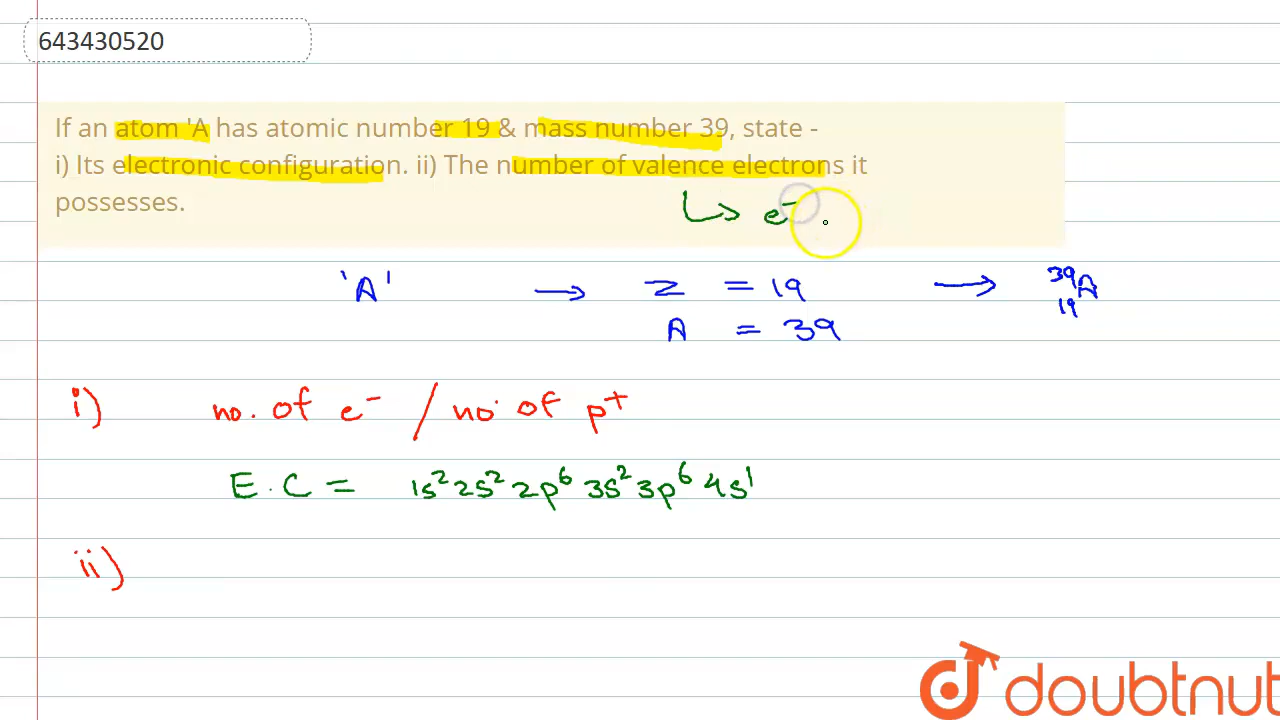 643430520
If an atom 'A has atomic number 19 & mass number 39, state -
i) Its electronic configuration. ii) The number of valence electrons it
possesses.
↳ e⁻
'A' → Z = 19 → ³⁹₁₉A
A = 39
i) no. of e⁻ / no. of p⁺
E.C = 1s² 2s² 2p⁶ 3s² 3p⁶ 4s¹
ii)
doubtnut